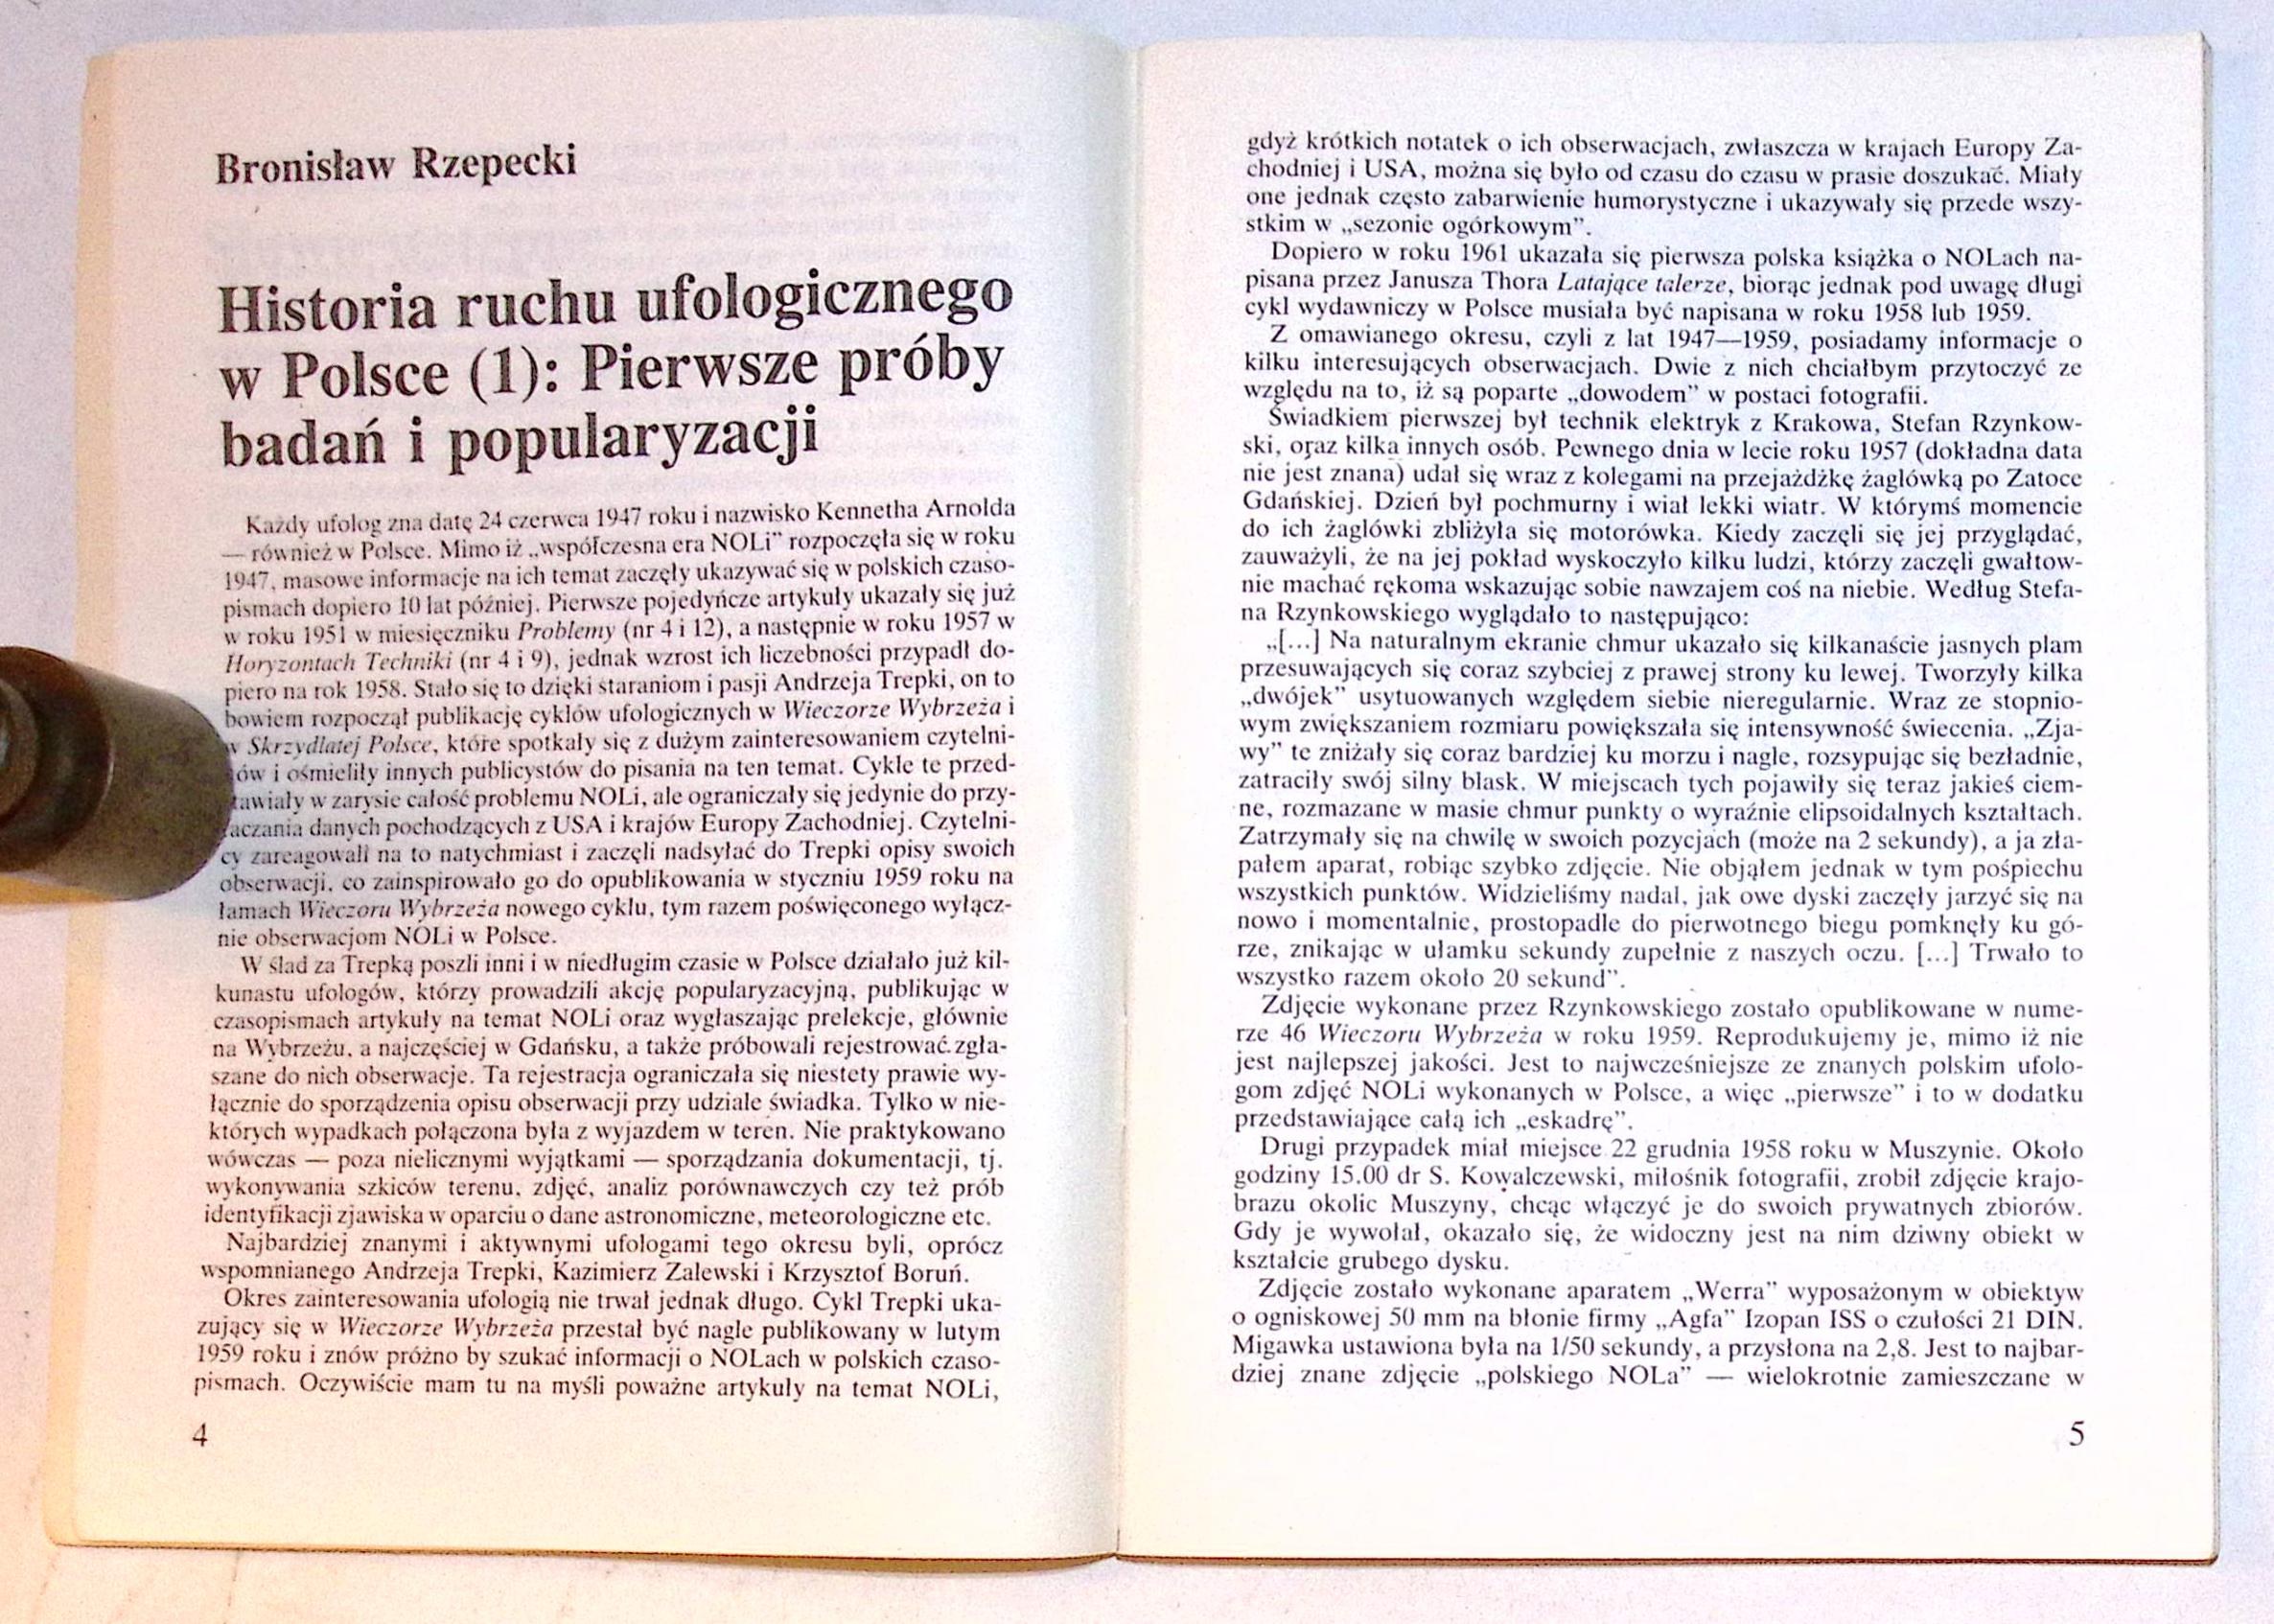 Bronisław Rzepecki
Historia ruchu ufologicznego
w Polsce (1): Pierwsze próby
badań i popularyzacji
Każdy ufolog zna datę 24 czerwca 1947 roku i nazwisko Kennetha Arnolda
— również w Polsce. Mimo iż „współczesna era NOLi” rozpoczęła się w roku
1947, masowe informacje na ich temat zaczęły ukazywać się w polskich czaso-
pismach dopiero 10 lat później. Pierwsze pojedyńcze artykuły ukazały się już
w roku 1951 w miesięczniku Problemy (nr 4 i 12), a następnie w roku 1957 w
Horyzontach Techniki (nr 4 i 9), jednak wzrost ich liczebności przypadł do-
piero na rok 1958. Stało się to dzięki staraniom i pasji Andrzeja Trepki, on to
bowiem rozpoczął publikację cyklów ufologicznych w Wieczorze Wybrzeża i
w Skrzydlatej Polsce, które spotkały się z dużym zainteresowaniem czytelni-
ków i ośmieliły innych publicystów do pisania na ten temat. Cykle te przed-
stawiały w zarysie całość problemu NOLi, ale ograniczały się jedynie do przy-
taczania danych pochodzących z USA i krajów Europy Zachodniej. Czytelni-
cy zareagowali na to natychmiast i zaczęli nadsyłać do Trepki opisy swoich
obserwacji, co zainspirowało go do opublikowania w styczniu 1959 roku na
łamach Wieczoru Wybrzeża nowego cyklu, tym razem poświęconego wyłącz-
nie obserwacjom NOLi w Polsce.
W ślad za Trepką poszli inni i w niedługim czasie w Polsce działało już kil-
kunastu ufologów, którzy prowadzili akcję popularyzacyjną, publikując w
czasopismach artykuły na temat NOLi oraz wygłaszając prelekcje, głównie
na Wybrzeżu, a najczęściej w Gdańsku, a także próbowali rejestrować zgła-
szane do nich obserwacje. Ta rejestracja ograniczała się niestety prawie wy-
łącznie do sporządzenia opisu obserwacji przy udziale świadka. Tylko w nie-
których wypadkach połączona była z wyjazdem w teren. Nie praktykowano
wówczas — poza nielicznymi wyjątkami — sporządzania dokumentacji, tj.
wykonywania szkiców terenu, zdjęć, analiz porównawczych czy też prób
identyfikacji zjawiska w oparciu o dane astronomiczne, meteorologiczne etc.
Najbardziej znanymi i aktywnymi ufologami tego okresu byli, oprócz
wspomnianego Andrzeja Trepki, Kazimierz Zalewski i Krzysztof Boruń.
Okres zainteresowania ufologią nie trwał jednak długo. Cykl Trepki uka-
zujący się w Wieczorze Wybrzeża przestał być nagle publikowany w lutym
1959 roku i znów próżno by szukać informacji o NOLach w polskich czaso-
pismach. Oczywiście mam tu na myśli poważne artykuły na temat NOLi,
4
gdyż krótkich notatek o ich obserwacjach, zwłaszcza w krajach Europy Za-
chodniej i USA, można się było od czasu do czasu w prasie doszukać. Miały
one jednak często zabarwienie humorystyczne i ukazywały się przede wszy-
stkim w „sezonie ogórkowym”.
Dopiero w roku 1961 ukazała się pierwsza polska książka o NOLach na-
pisana przez Janusza Thora Latające talerze, biorąc jednak pod uwagę długi
cykl wydawniczy w Polsce musiała być napisana w roku 1958 lub 1959.
Z omawianego okresu, czyli z lat 1947—1959, posiadamy informacje o
kilku interesujących obserwacjach. Dwie z nich chciałbym przytoczyć ze
względu na to, iż są poparte „dowodem” w postaci fotografii.
Świadkiem pierwszej był technik elektryk z Krakowa, Stefan Rzynkow-
ski, oraz kilka innych osób. Pewnego dnia w lecie roku 1957 (dokładna data
nie jest znana) udał się wraz z kolegami na przejażdżkę żaglówką po Zatoce
Gdańskiej. Dzień był pochmurny i wiał lekki wiatr. W którymś momencie
do ich żaglówki zbliżyła się motorówka. Kiedy zaczęli się jej przyglądać,
zauważyli, że na jej pokład wyskoczyło kilku ludzi, którzy zaczęli gwałtow-
nie machać rękoma wskazując sobie nawzajem coś na niebie. Według Stefa-
na Rzynkowskiego wyglądało to następująco:
„[...] Na naturalnym ekranie chmur ukazało się kilkanaście jasnych plam
przesuwających się coraz szybciej z prawej strony ku lewej. Tworzyły kilka
„dwójek” usytuowanych względem siebie nieregularnie. Wraz ze stopnio-
wym zwiększaniem rozmiaru powiększała się intensywność świecenia. „Zja-
wy” te zniżały się coraz bardziej ku morzu i nagle, rozsypując się bezładnie,
zatraciły swój silny blask. W miejscach tych pojawiły się teraz jakieś ciem-
ne, rozmazane w masie chmur punkty o wyraźnie elipsoidalnych kształtach.
Zatrzymały się na chwilę w swoich pozycjach (może na 2 sekundy), a ja zła-
pałem aparat, robiąc szybko zdjęcie. Nie objąłem jednak w tym pośpiechu
wszystkich punktów. Widzieliśmy nadal, jak owe dyski zaczęły jarzyć się na
nowo i momentalnie, prostopadle do pierwotnego biegu pomknęły ku gó-
rze, znikając w ułamku sekundy zupełnie z naszych oczu. [...] Trwało to
wszystko razem około 20 sekund”.
Zdjęcie wykonane przez Rzynkowskiego zostało opublikowane w nume-
rze 46 Wieczoru Wybrzeża w roku 1959. Reprodukujemy je, mimo iż nie
jest najlepszej jakości. Jest to najwcześniejsze ze znanych polskim ufolo-
gom zdjęć NOLi wykonanych w Polsce, a więc „pierwsze” i to w dodatku
przedstawiające całą ich „eskadrę”.
Drugi przypadek miał miejsce 22 grudnia 1958 roku w Muszynie. Około
godziny 15.00 dr S. Kowalczewski, miłośnik fotografii, zrobił zdjęcie krajo-
brazu okolic Muszyny, chcąc włączyć je do swoich prywatnych zbiorów.
Gdy je wywołał, okazało się, że widoczny jest na nim dziwny obiekt w
kształcie grubego dysku.
Zdjęcie zostało wykonane aparatem „Werra” wyposażonym w obiektyw
o ogniskowej 50 mm na błonie firmy „Agfa” Izopan ISS o czułości 21 DIN.
Migawka ustawiona była na 1/50 sekundy, a przysłona na 2,8. Jest to najbar-
dziej znane zdjęcie „polskiego NOLa” — wielokrotnie zamieszczane w
5